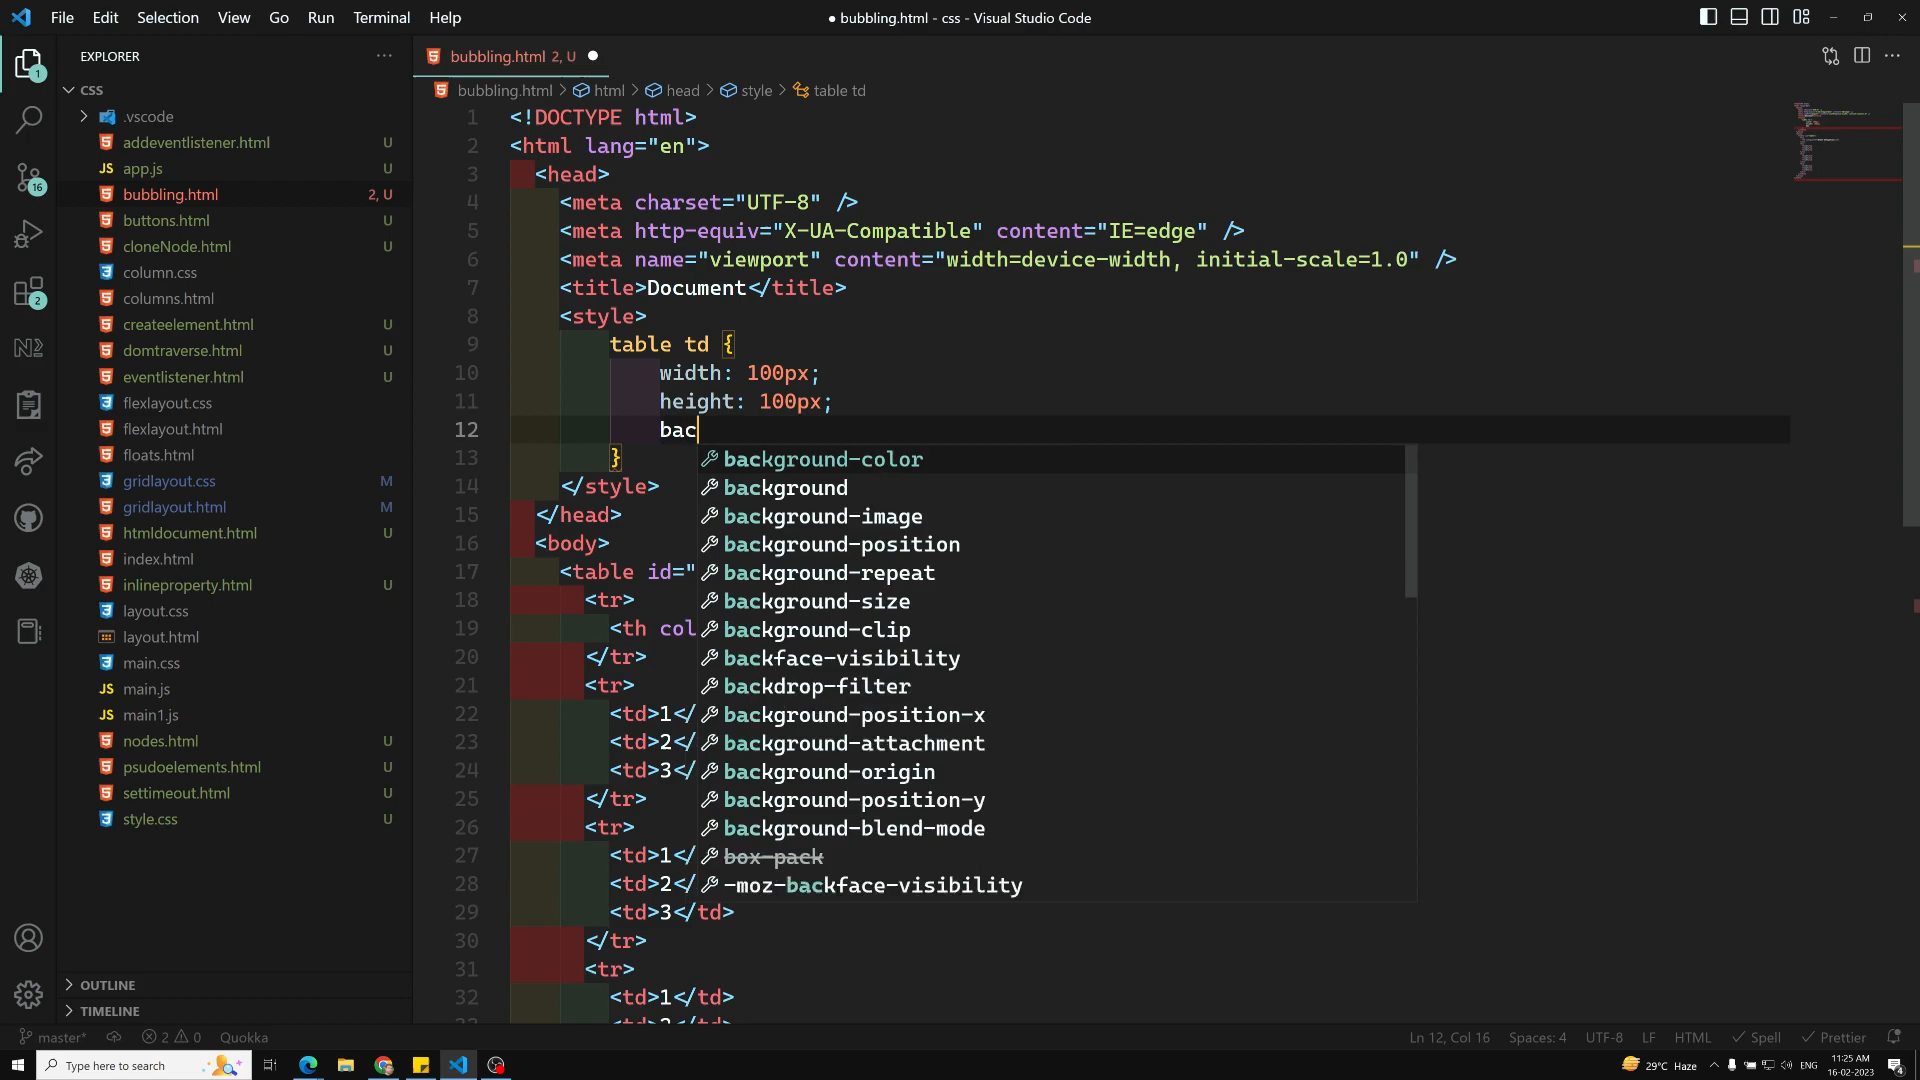 File Edit Selection View Go Run Terminal Help
● bubbling.html - css - Visual Studio Code
EXPLORER
CSS
.vscode
addeventlistener.html U
JS app.js U
bubbling.html 2, U
buttons.html U
cloneNode.html U
column.css
columns.html
createelement.html U
domtraverse.html U
eventlistener.html U
flexlayout.css
flexlayout.html
floats.html
gridlayout.css M
gridlayout.html M
htmldocument.html U
index.html
inlineproperty.html U
layout.css
layout.html
main.css
JS main.js
JS main1.js
nodes.html U
psudoelements.html U
settimeout.html U
style.css U
OUTLINE
TIMELINE
1
16
2
bubbling.html 2, U ●
bubbling.html > html > head > style > table td
1 <!DOCTYPE html>
2 <html lang="en">
3 <head>
4 <meta charset="UTF-8" />
5 <meta http-equiv="X-UA-Compatible" content="IE=edge" />
6 <meta name="viewport" content="width=device-width, initial-scale=1.0" />
7 <title>Document</title>
8 <style>
9 table td {
10 width: 100px;
11 height: 100px;
12 bac
13 }
14 </style>
15 </head>
16 <body>
17 <table id="
18 <tr>
19 <th col
20 </tr>
21 <tr>
22 <td>1</
23 <td>2</
24 <td>3</
25 </tr>
26 <tr>
27 <td>1</
28 <td>2</
29 <td>3</td>
30 </tr>
31 <tr>
32 <td>1</td>
background-color
background
background-image
background-position
background-repeat
background-size
background-clip
backface-visibility
backdrop-filter
background-position-x
background-attachment
background-origin
background-position-y
background-blend-mode
box-pack
-moz-backface-visibility
master* 2 0 Quokka
Ln 12, Col 16 Spaces: 4 UTF-8 LF HTML Spell Prettier
Type here to search
29°C Haze ENG
11:25 AM
16-02-2023
4